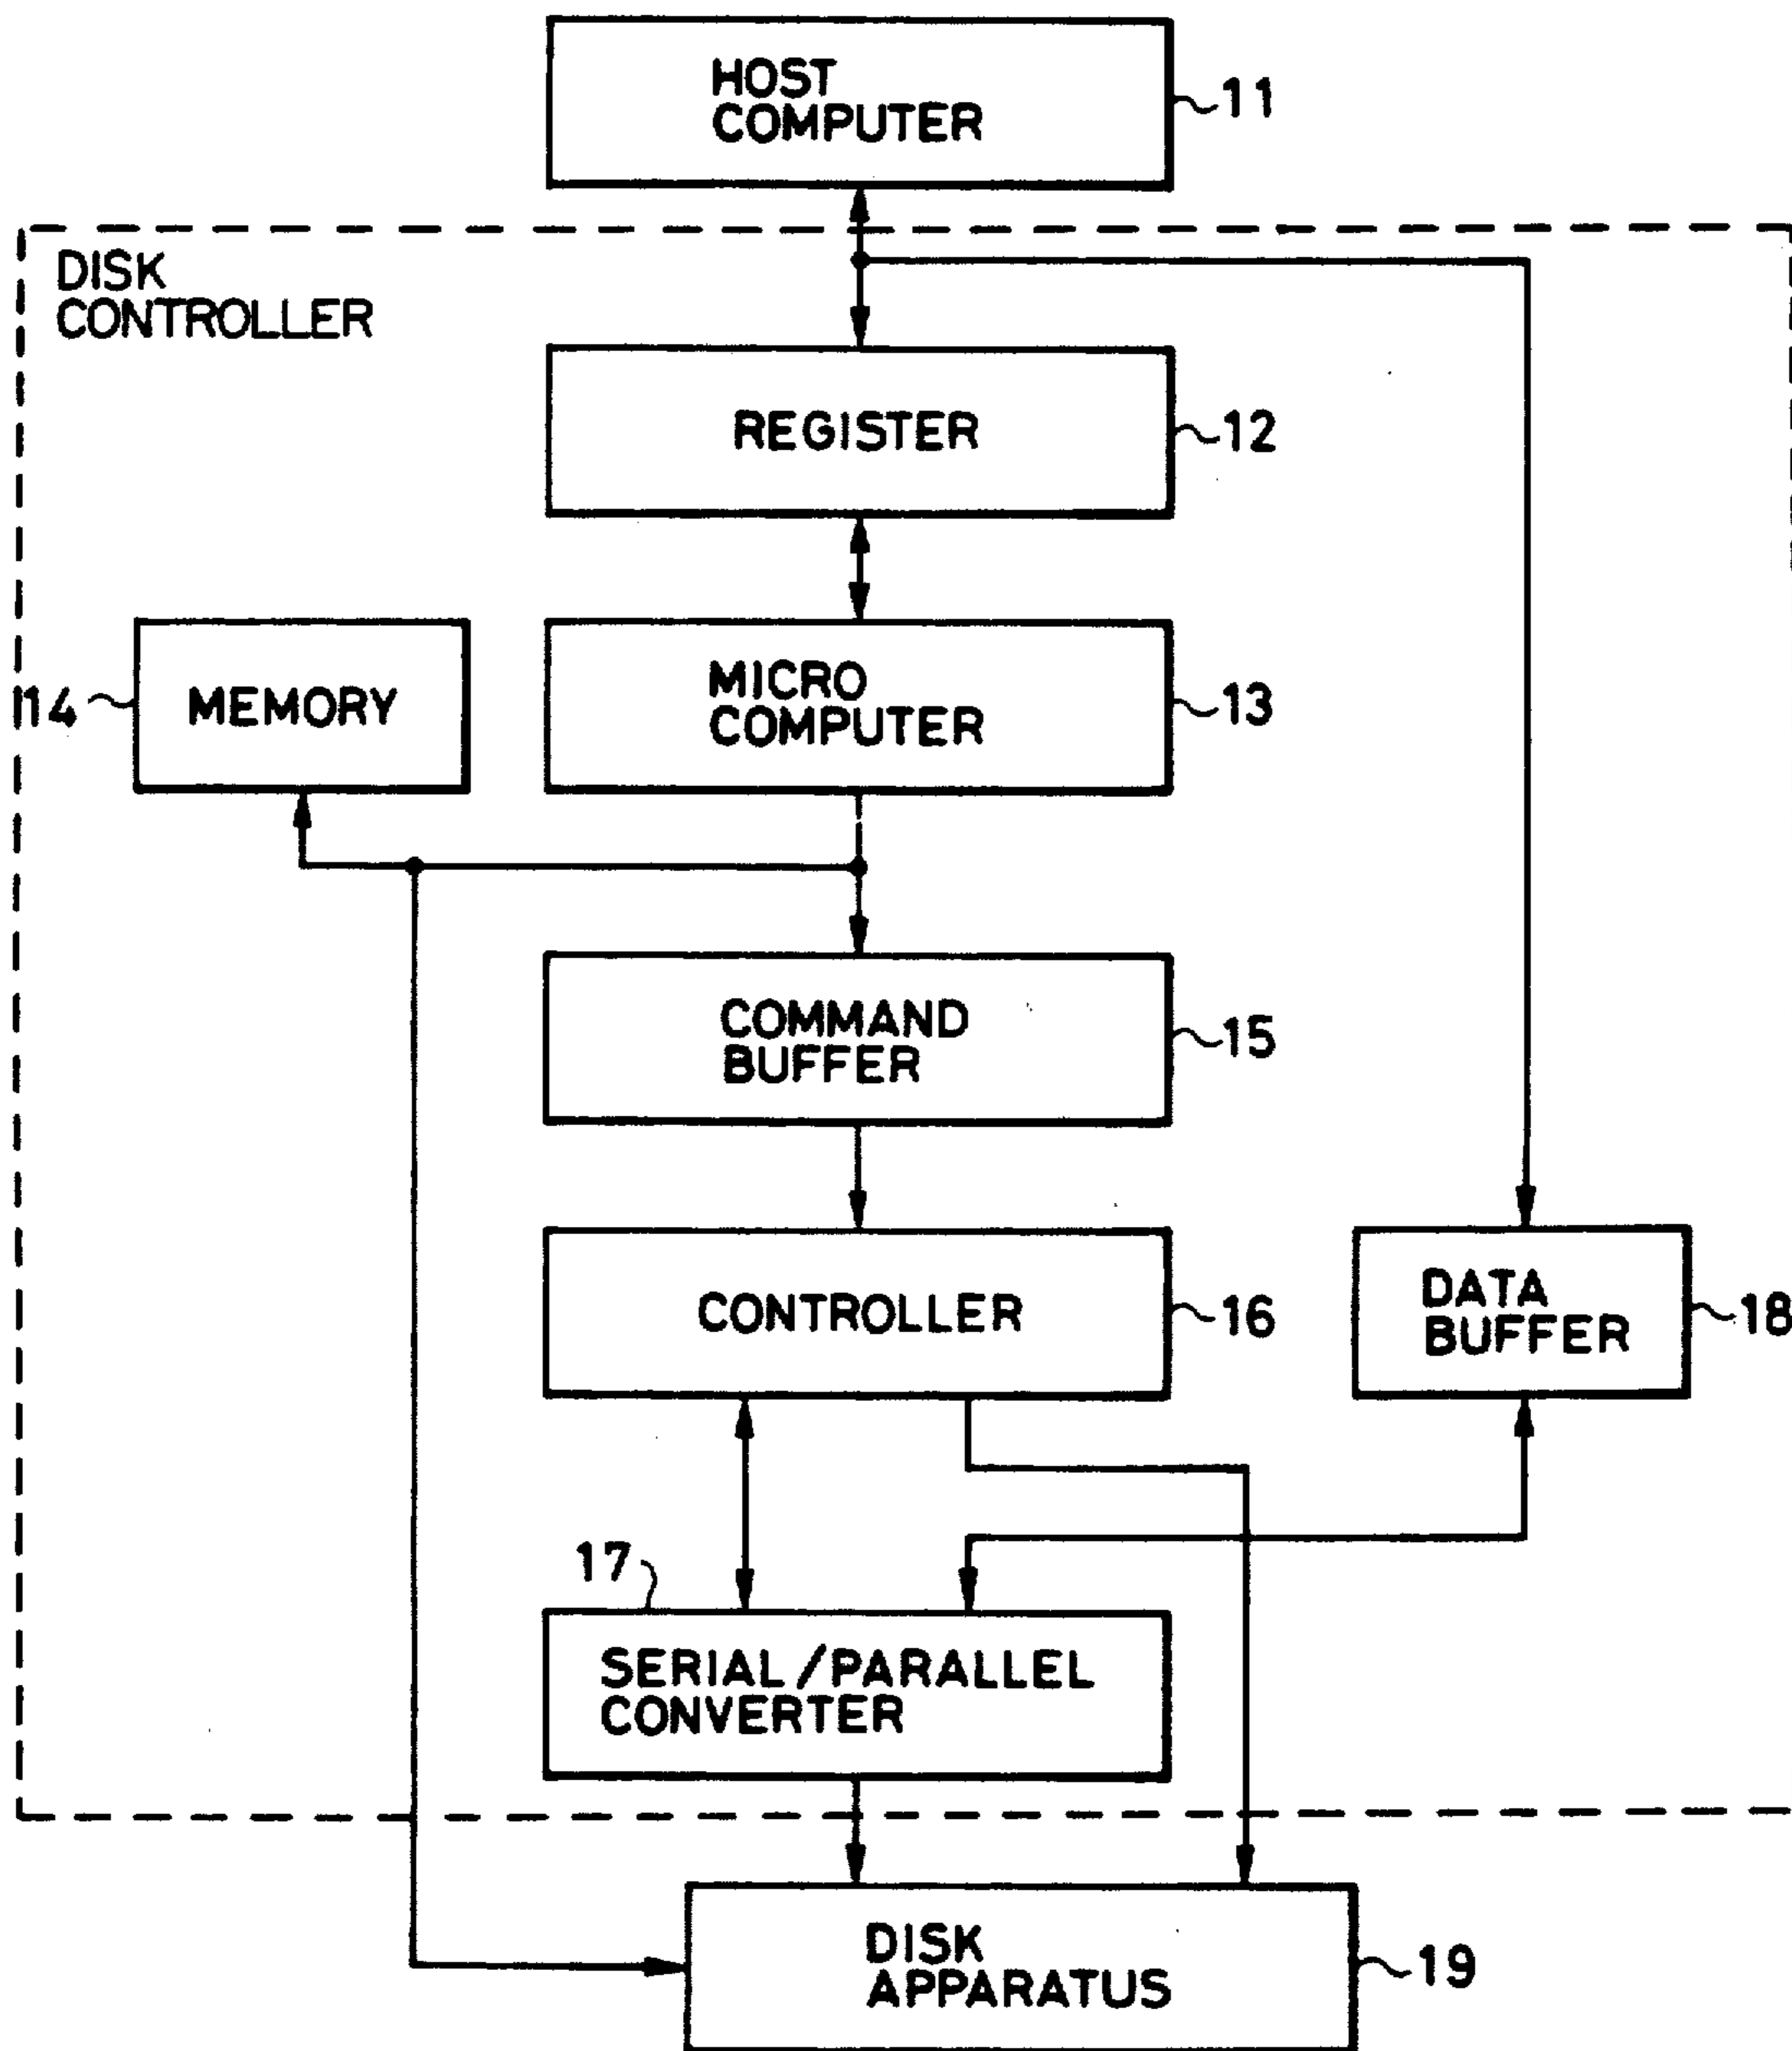 HOST
COMPUTER
11
DISK
CONTROLLER
REGISTER
12
14
MEMORY
MICRO
COMPUTER
13
COMMAND
BUFFER
15
CONTROLLER
16
DATA
BUFFER
18
17
SERIAL/PARALLEL
CONVERTER
DISK
APPARATUS
19